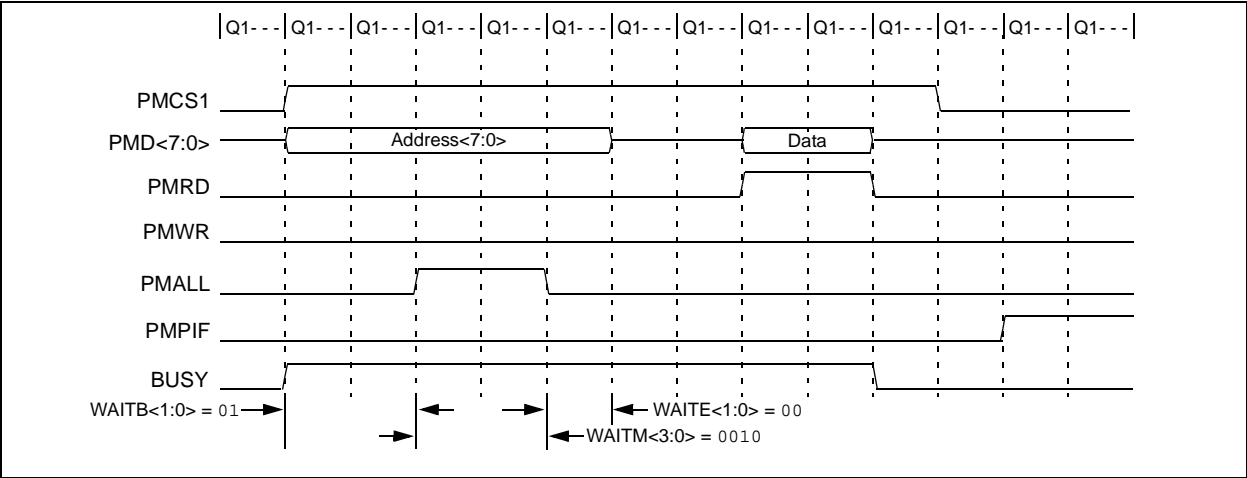 Q1- - - Q1- - - Q1- - - Q1- - - Q1- - - Q1- - - Q1- - - Q1- - - Q1- - - Q1- - - Q1- - - Q1- - - Q1- - - Q1- - -
PMCS1
PMD<7:0> Address<7:0> Data
PMRD
PMWR
PMALL
PMPIF
BUSY
WAITB<1:0> = 01 WAITE<1:0> = 00
WAITM<3:0> = 0010